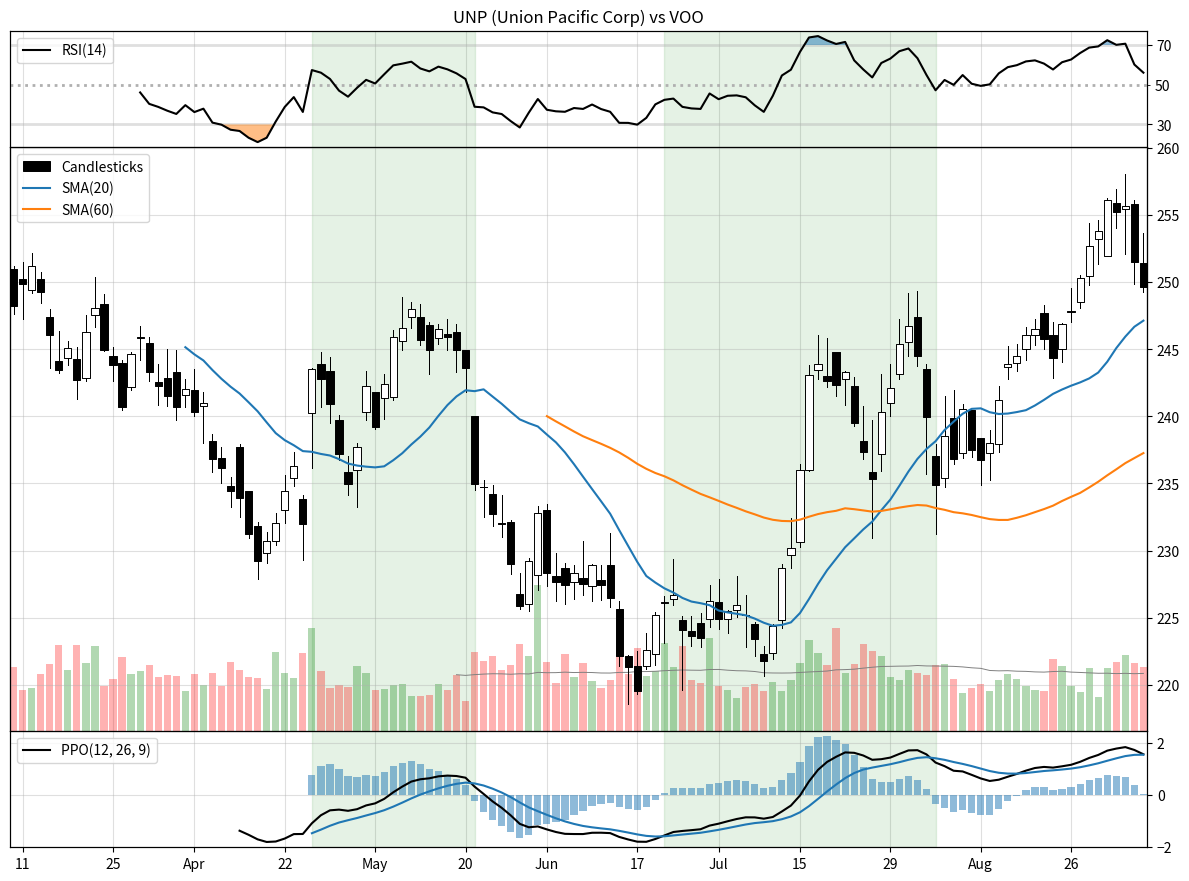 UNP (Union Pacific Corp) vs VOO
RSI(14)
70
50
30
Candlesticks
SMA(20)
SMA(60)
260
255
250
245
240
235
230
225
220
PPO(12, 26, 9)
2
0
−2
11 25 Apr 22 May 20 Jun 17 Jul 15 29 Aug 26